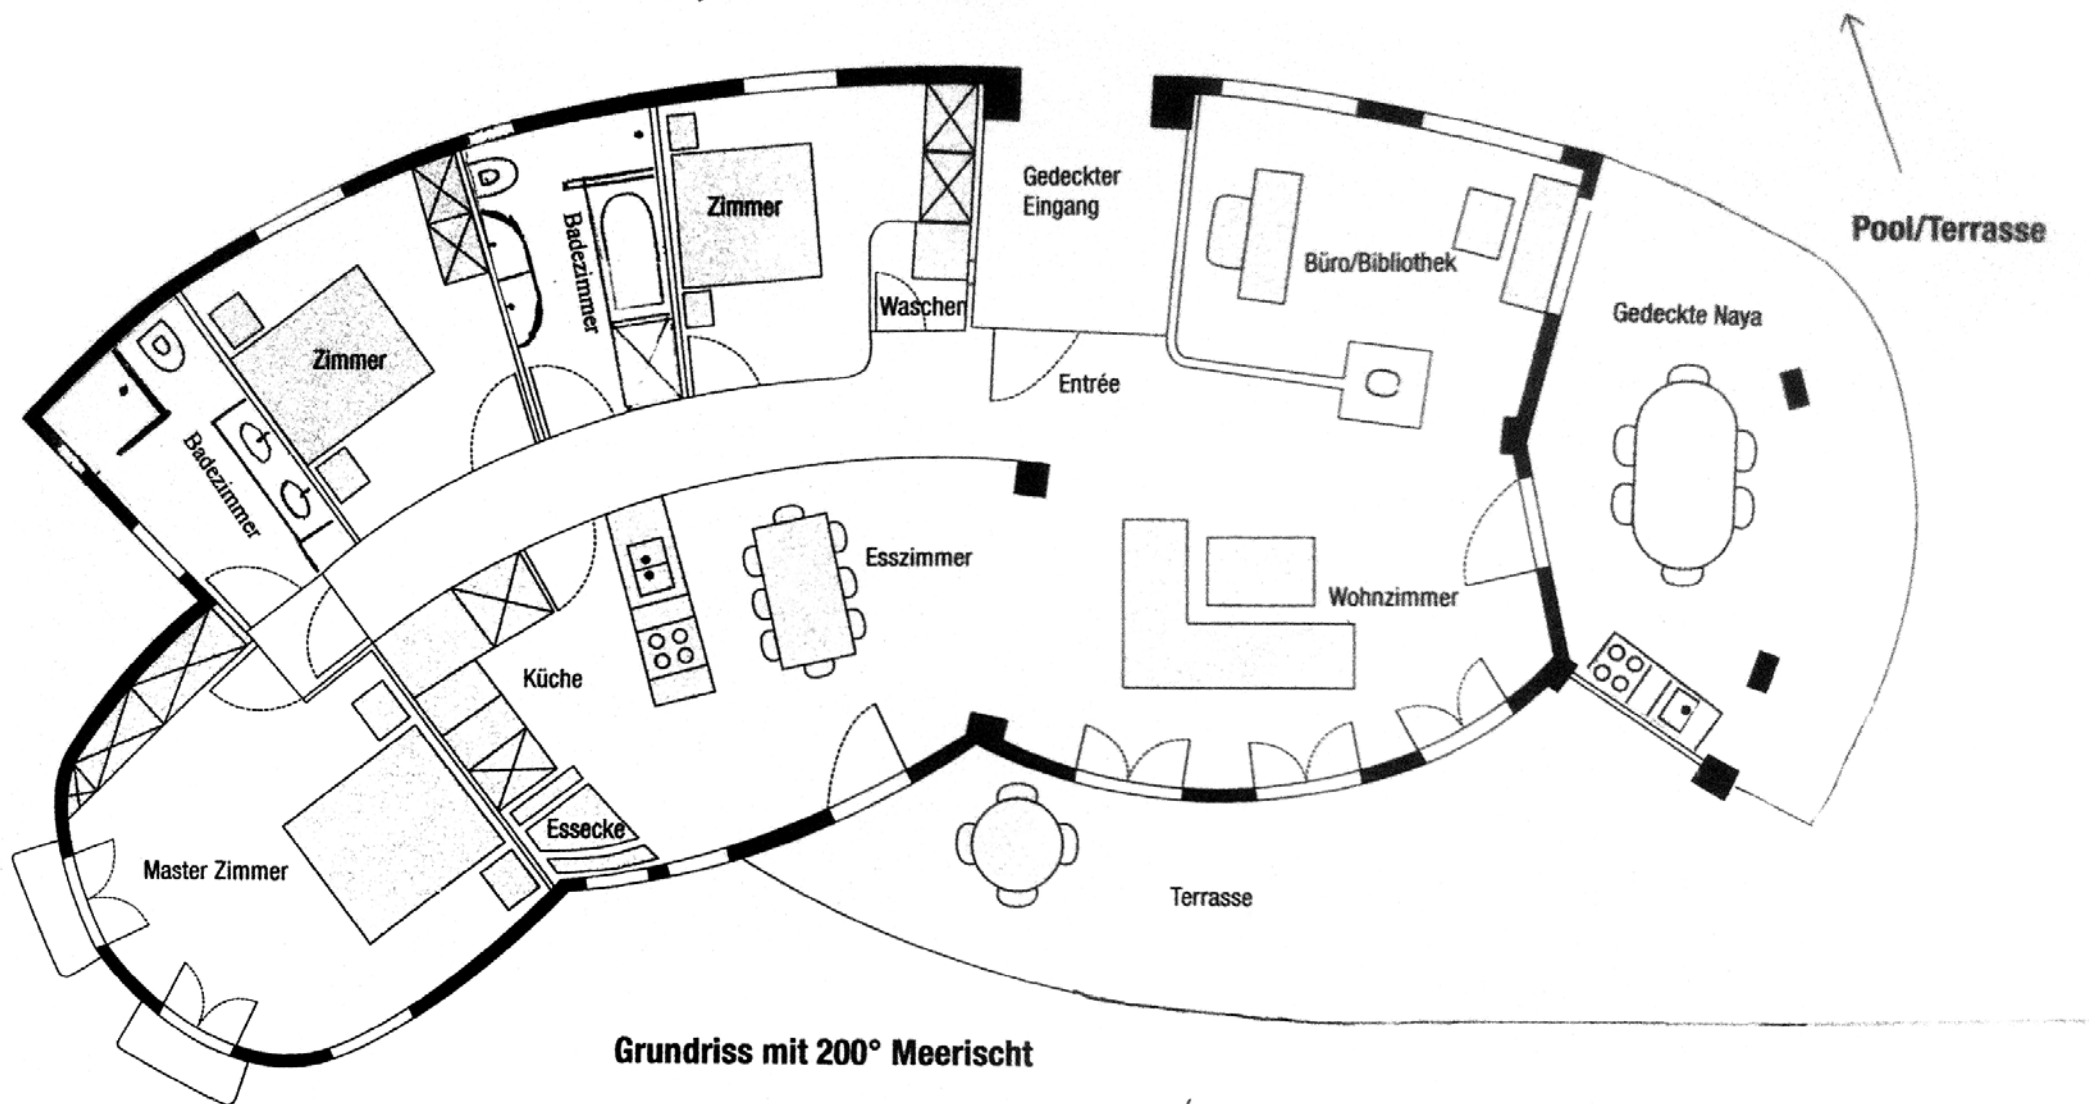 Gedeckter
Eingang
Zimmer
Badezimmer
Büro/Bibliothek
Pool/Terrasse
Waschen
Gedeckte Naya
Zimmer
Entrée
Badezimmer
Esszimmer
Wohnzimmer
Küche
Essecke
Master Zimmer
Terrasse
Grundriss mit 200° Meerischt